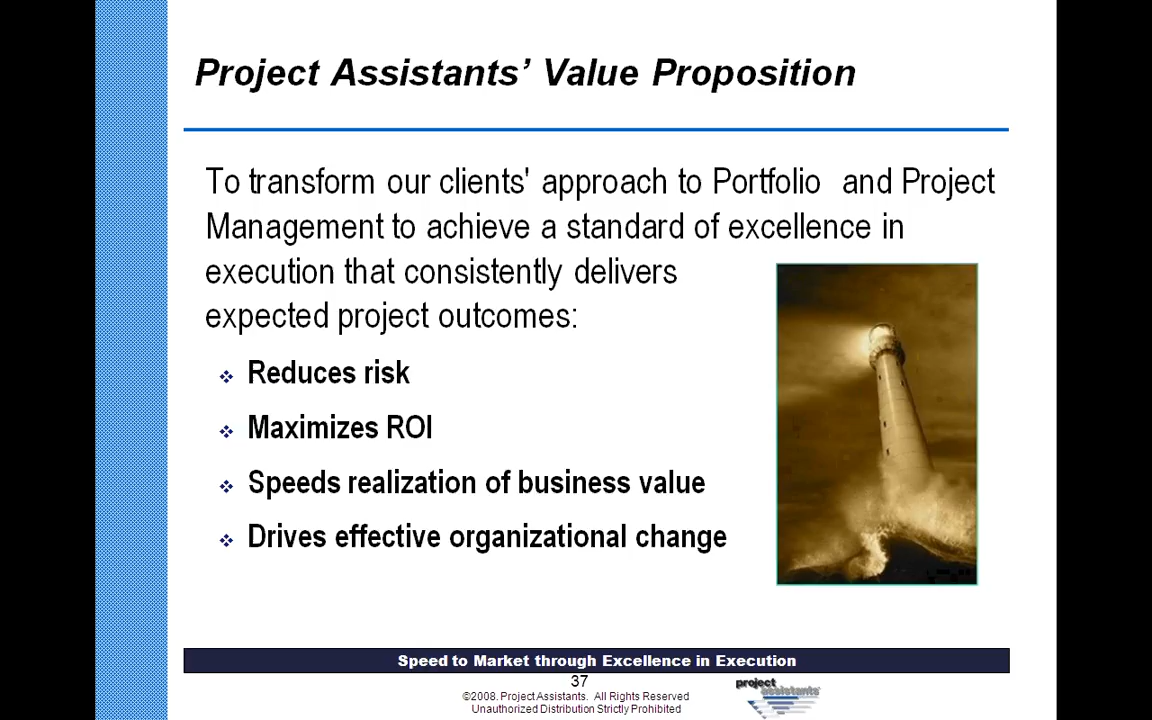 Project Assistants’ Value Proposition
To transform our clients' approach to Portfolio and Project
Management to achieve a standard of excellence in
execution that consistently delivers
expected project outcomes:
Reduces risk
Maximizes ROI
Speeds realization of business value
Drives effective organizational change
Speed to Market through Excellence in Execution
37
©2008. Project Assistants. All Rights Reserved
Unauthorized Distribution Strictly Prohibited
project
assistants